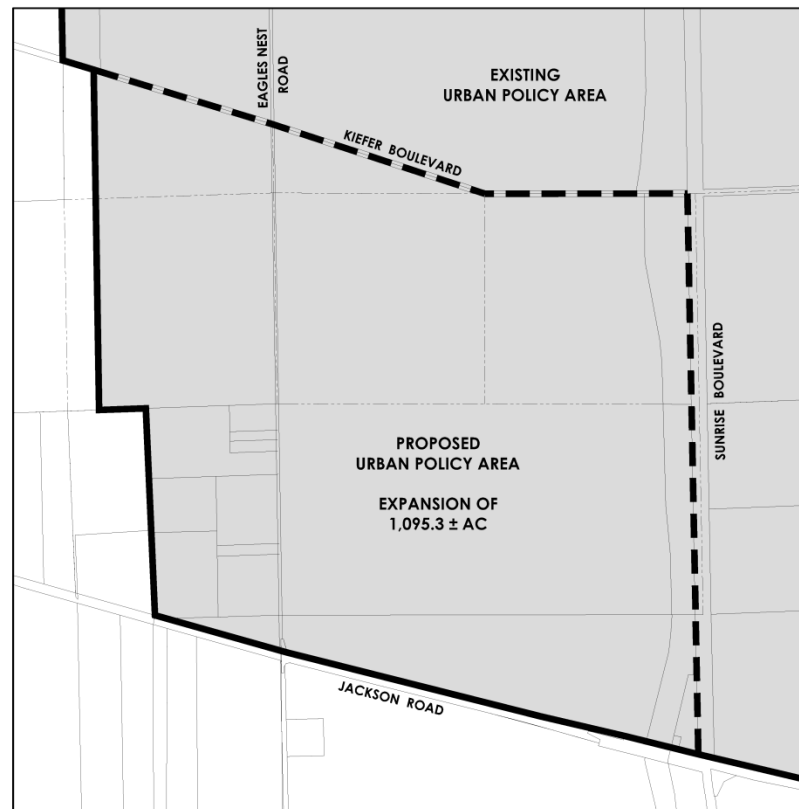 EAGLES NEST
ROAD
EXISTING
URBAN POLICY AREA
KIEFER BOULEVARD
SUNRISE BOULEVARD
PROPOSED
URBAN POLICY AREA
EXPANSION OF
1,095.3 ± AC
JACKSON ROAD